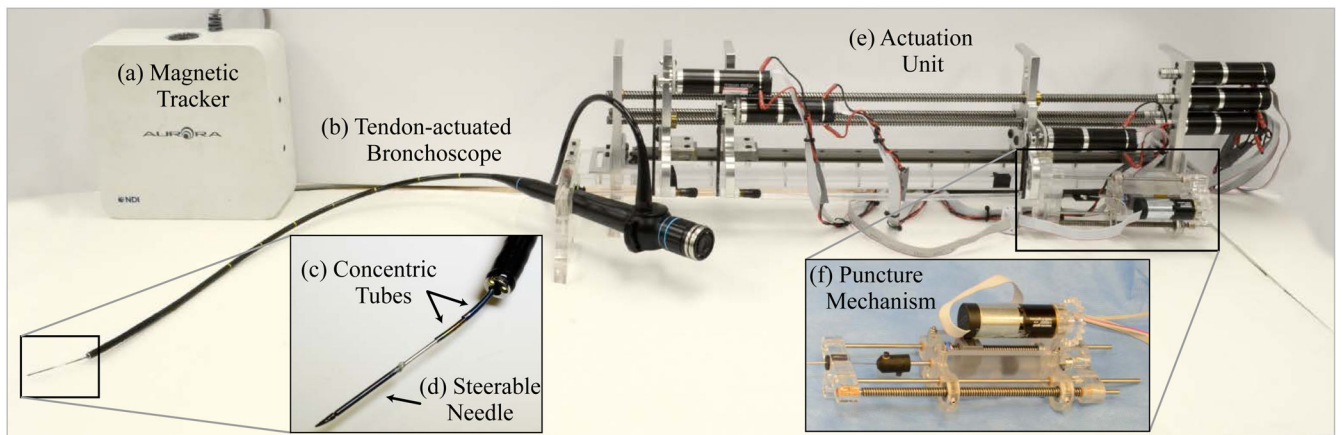 (a) Magnetic
Tracker
AURORA
NDI
(b) Tendon-actuated
Bronchoscope
(c) Concentric
Tubes
(d) Steerable
Needle
(e) Actuation
Unit
(f) Puncture
Mechanism